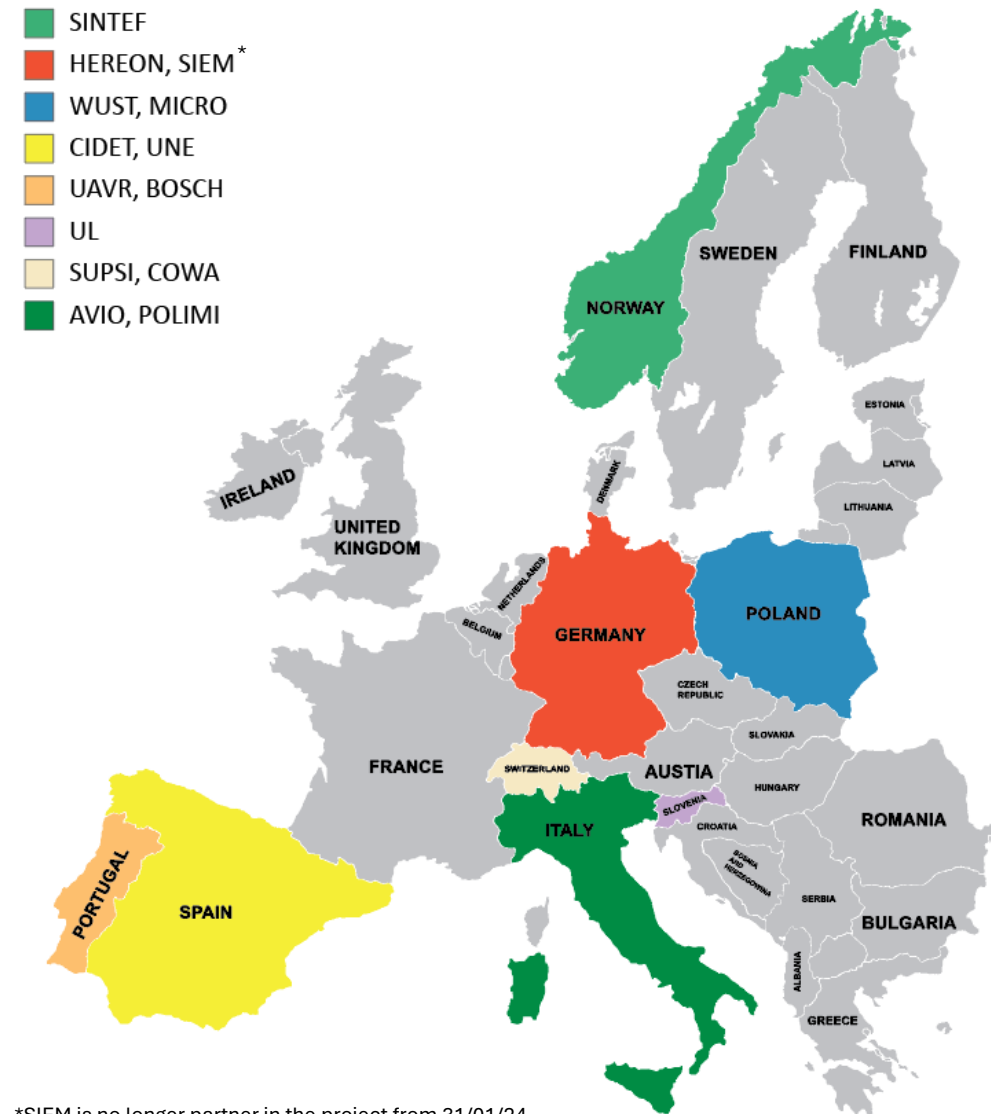 SINTEF
HEREON, SIEM*
WUST, MICRO
CIDET, UNE
UAVR, BOSCH
UL
SUPSI, COWA
AVIO, POLIMI
SWEDEN
FINLAND
NORWAY
ESTONIA
LATVIA
LITHUANIA
DENMARK
IRELAND
UNITED
KINGDOM
NETHERLANDS
BELGIUM
GERMANY
POLAND
CZECH
REPUBLIC
SLOVAKIA
FRANCE
SWITZERLAND
AUSTIA
HUNGARY
SLOVENIA
ITALY
CROATIA
ROMANIA
BOSNIA
AND
HERZEGOVINA
SERBIA
BULGARIA
PORTUGAL
SPAIN
ALBANIA
GREECE
*SIEM is no longer partner in the project from 31/01/24